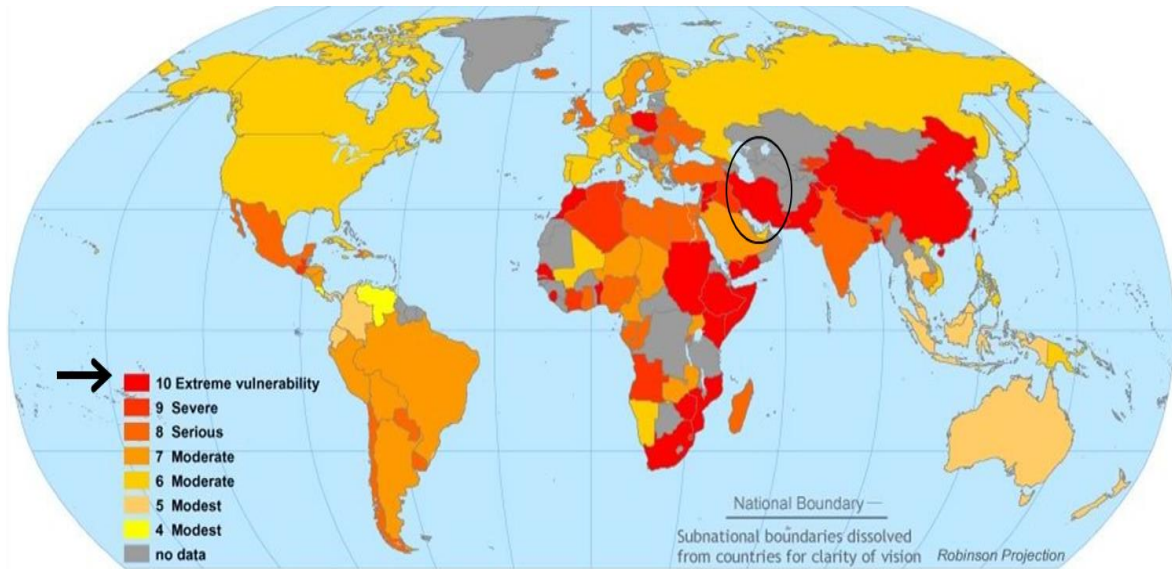 10 Extreme vulnerability
9 Severe
8 Serious
7 Moderate
6 Moderate
5 Modest
4 Modest
no data
National Boundary
Subnational boundaries dissolved
from countries for clarity of vision
Robinson Projection